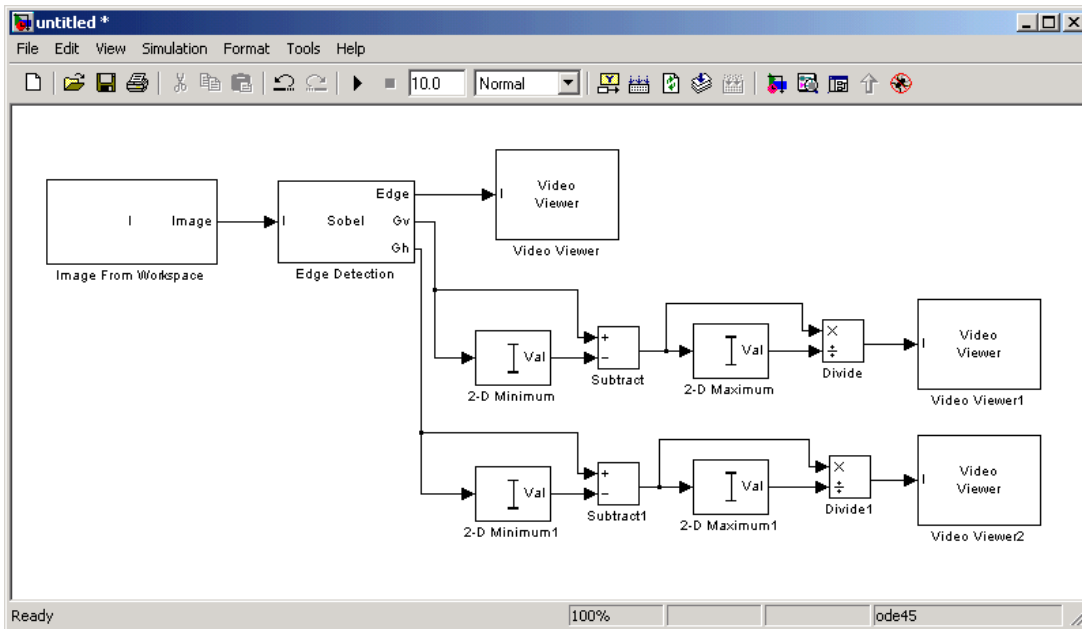 untitled *
File Edit View Simulation Format Tools Help
10.0 Normal
Video
Viewer
I
Video Viewer
I Image
Image From Workspace
I Sobel Edge
Gv
Gh
Edge Detection
Val
2-D Minimum
+
−
Subtract
Val
2-D Maximum
×
÷
Divide
I Video
Viewer
Video Viewer1
Val
2-D Minimum1
+
−
Subtract1
Val
2-D Maximum1
×
÷
Divide1
I Video
Viewer
Video Viewer2
Ready 100% ode45